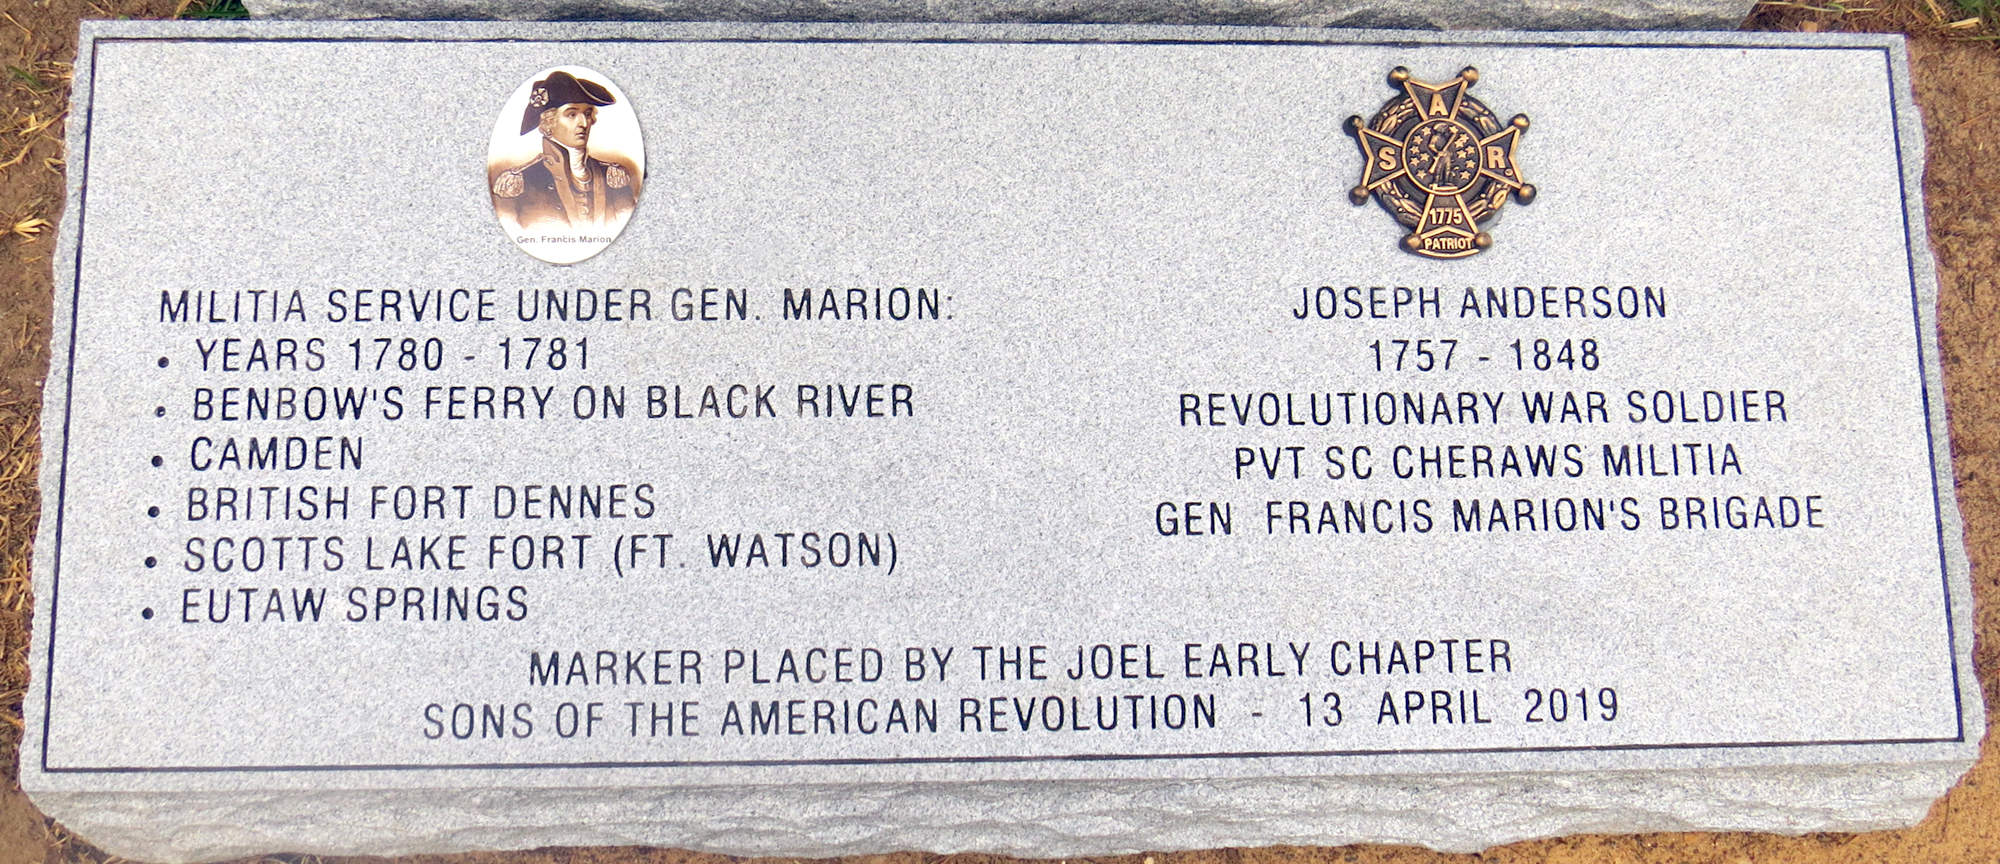 Gen. Francis Marion
MILITIA SERVICE UNDER GEN. MARION:
• YEARS 1780 - 1781
• BENBOW'S FERRY ON BLACK RIVER
• CAMDEN
• BRITISH FORT DENNES
• SCOTTS LAKE FORT (FT. WATSON)
• EUTAW SPRINGS
A
S R
1775
PATRIOT
JOSEPH ANDERSON
1757 - 1848
REVOLUTIONARY WAR SOLDIER
PVT SC CHERAWS MILITIA
GEN FRANCIS MARION'S BRIGADE
MARKER PLACED BY THE JOEL EARLY CHAPTER
SONS OF THE AMERICAN REVOLUTION - 13 APRIL 2019